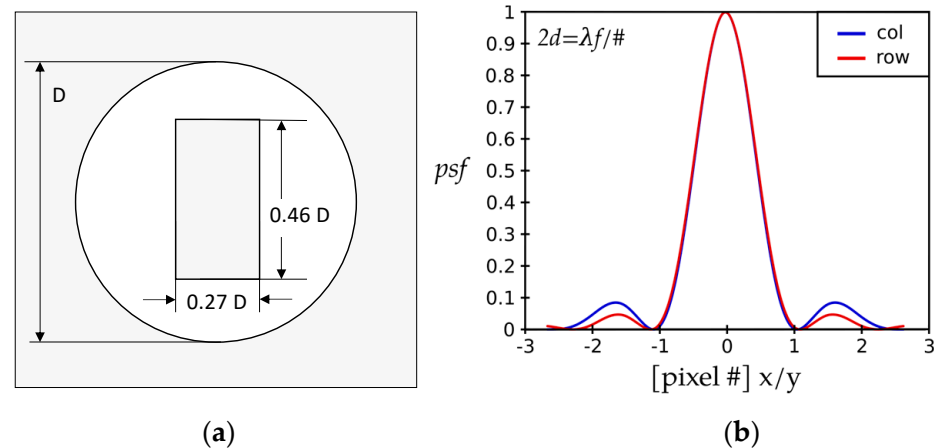 D
0.46 D
0.27 D
(a)
2d=λf/#
col
row
psf
1
0.9
0.8
0.7
0.6
0.5
0.4
0.3
0.2
0.1
0
-3 -2 -1 0 1 2 3
[pixel #] x/y
(b)